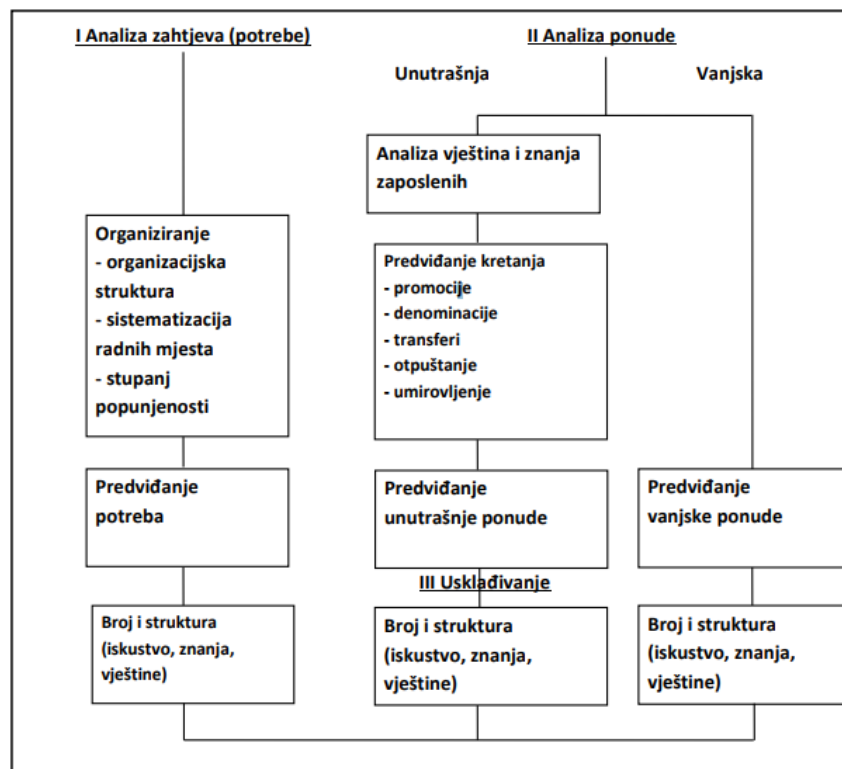 I Analiza zahtjeva (potrebe)
II Analiza ponude
Unutrašnja
Vanjska
Analiza vještina i znanja
zaposlenih
Organiziranje
- organizacijska
struktura
- sistematizacija
radnih mjesta
- stupanj
popunjenosti
Predviđanje kretanja
- promocije
- denominacije
- transferi
- otpuštanje
- umirovljenje
Predviđanje
potreba
Predviđanje
unutrašnje ponude
Predviđanje
vanjske ponude
III Usklađivanje
Broj i struktura
(iskustvo, znanja,
vještine)
Broj i struktura
(iskustvo, znanja,
vještine)
Broj i struktura
(iskustvo, znanja,
vještine)